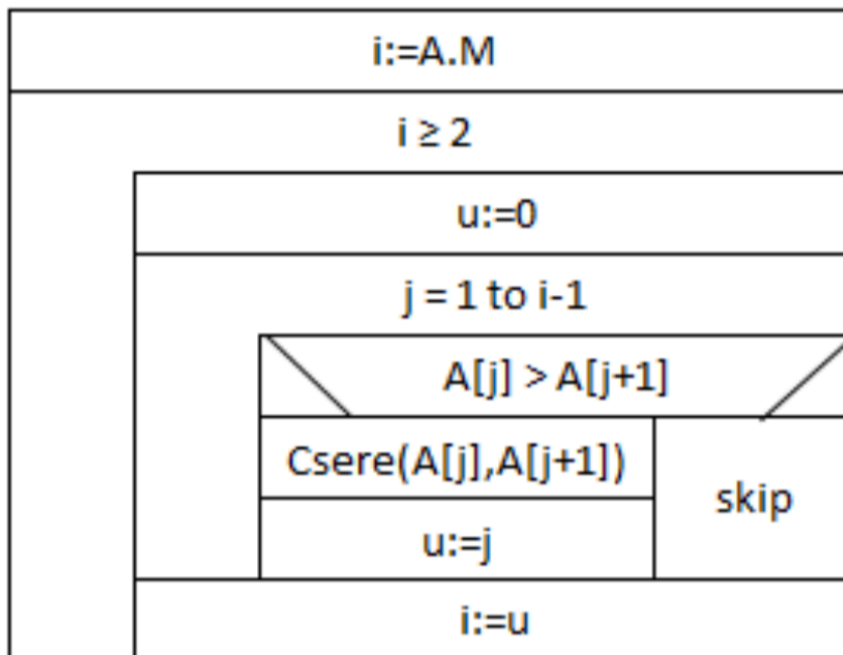 i:=A.M
i ≥ 2
u:=0
j = 1 to i-1
A[j] > A[j+1]
Csere(A[j],A[j+1])
skip
u:=j
i:=u